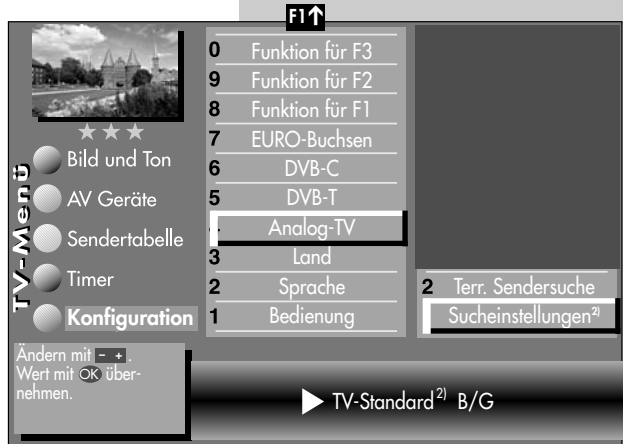 F1↑
0 Funktion für F3
9 Funktion für F2
8 Funktion für F1
7 EURO-Buchsen
6 DVB-C
5 DVB-T
Analog-TV
3 Land
2 Sprache
1 Bedienung
TV-Menü
Bild und Ton
AV Geräte
Sendertabelle
Timer
Konfiguration
2 Terr. Sendersuche
Sucheinstellungen²⁾
Ändern mit - + .
Wert mit OK über-
nehmen.
TV-Standard²⁾ B/G